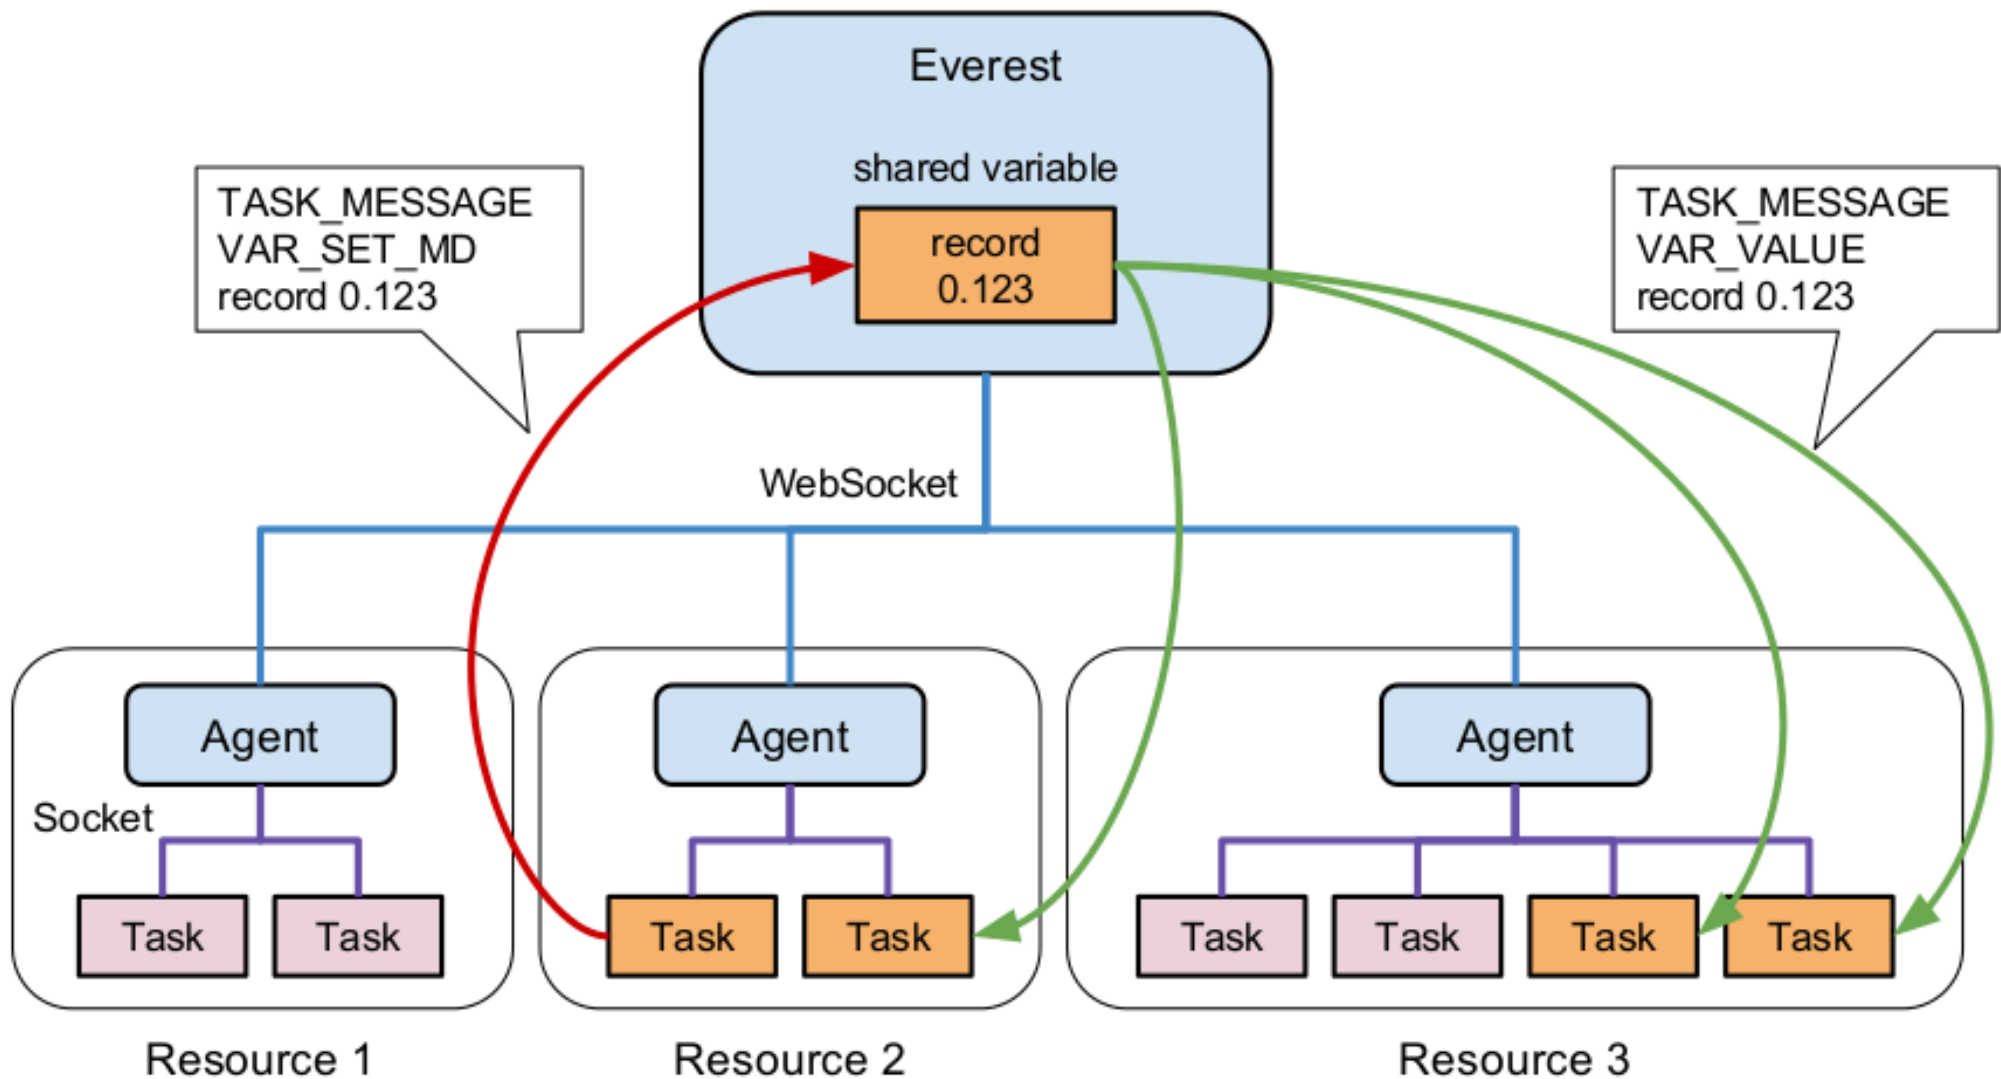 Everest
shared variable
record
0.123
TASK_MESSAGE
VAR_SET_MD
record 0.123
TASK_MESSAGE
VAR_VALUE
record 0.123
WebSocket
Agent
Agent
Agent
Socket
Task
Task
Task
Task
Task
Task
Task
Task
Resource 1
Resource 2
Resource 3